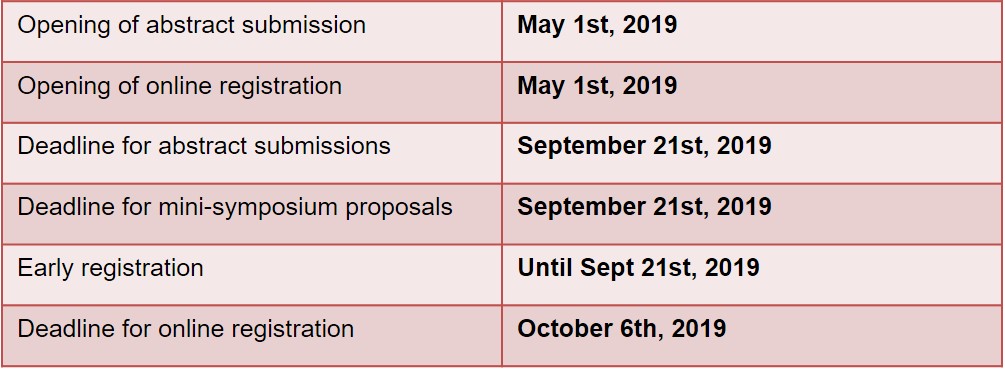 Opening of abstract submission May 1st, 2019
Opening of online registration May 1st, 2019
Deadline for abstract submissions September 21st, 2019
Deadline for mini-symposium proposals September 21st, 2019
Early registration Until Sept 21st, 2019
Deadline for online registration October 6th, 2019